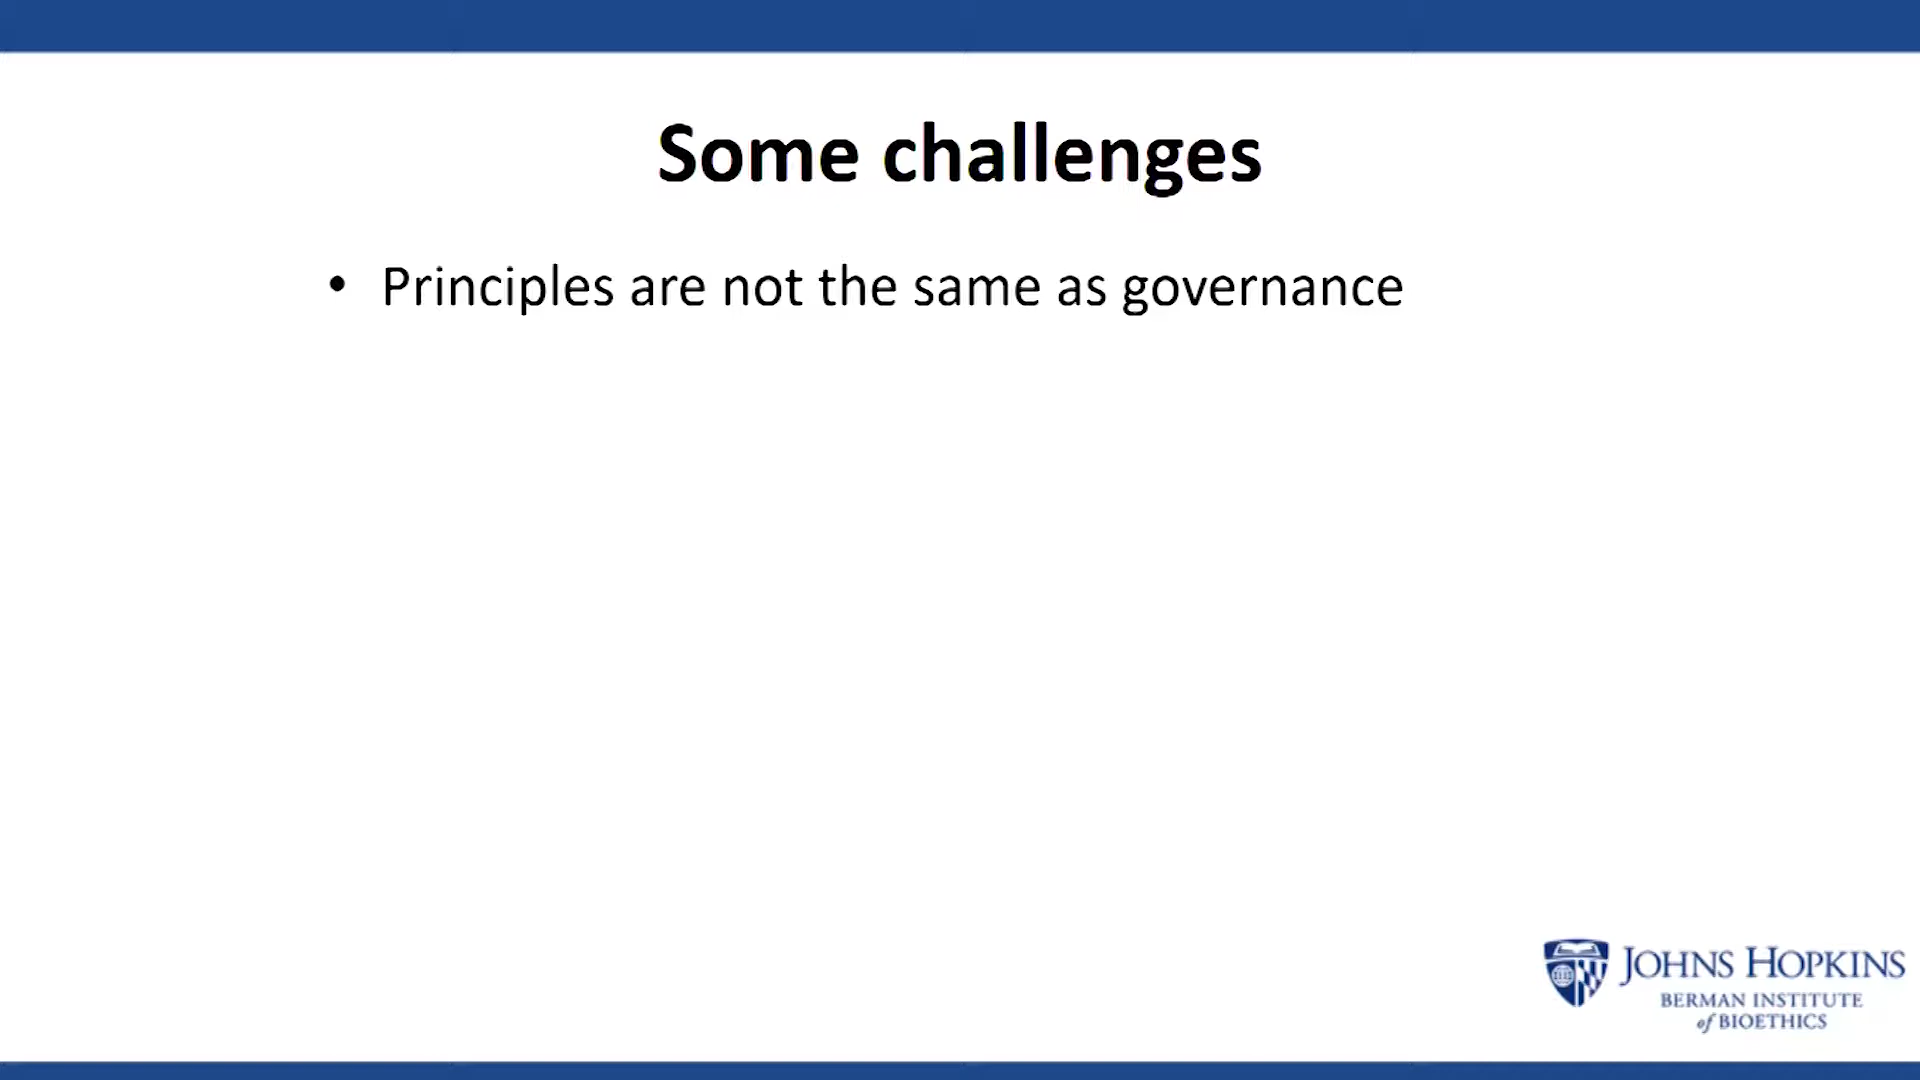 Some challenges
• Principles are not the same as governance
JOHNS HOPKINS
BERMAN INSTITUTE
of BIOETHICS